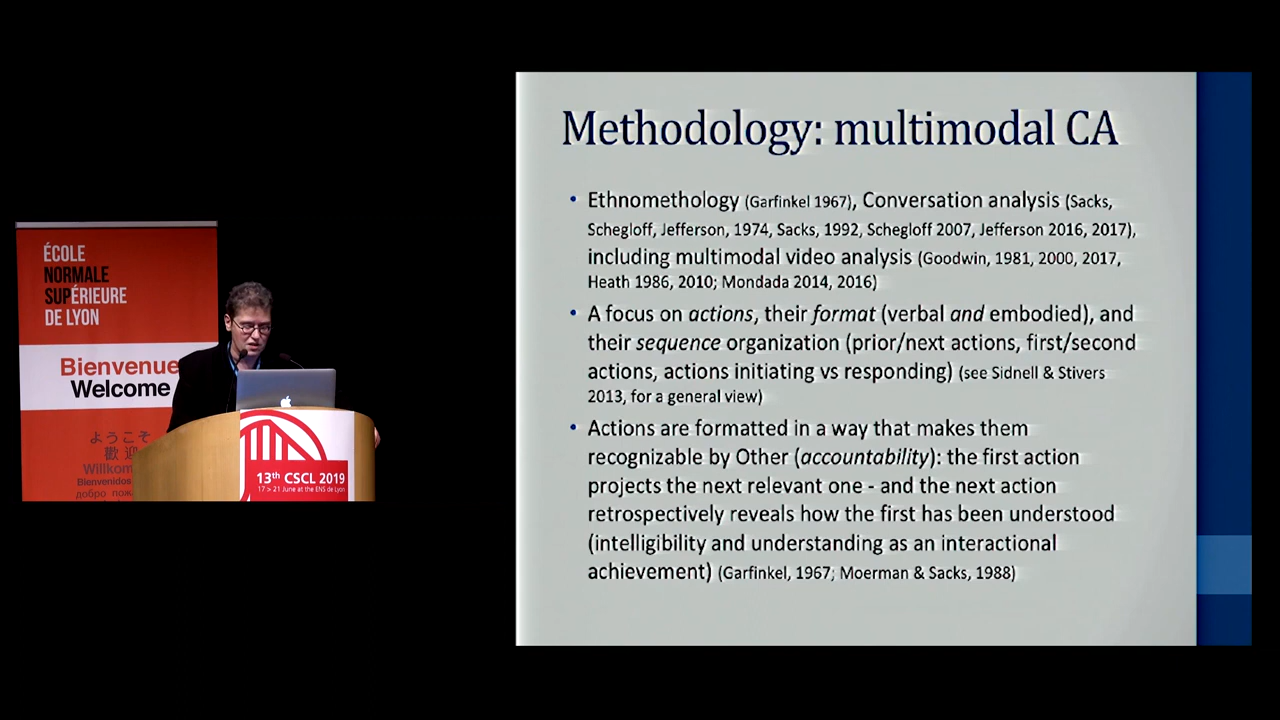 ÉCOLE
NORMALE
SUPÉRIEURE
DE LYON
Bienvenue
Welcome
ようこそ
歡迎
Willkom
Bienvenidos
добро пож
13th CSCL 2019
17 > 21 June at the ENS de Lyon
Methodology: multimodal CA
• Ethnomethology (Garfinkel 1967), Conversation analysis (Sacks,
Schegloff, Jefferson, 1974, Sacks, 1992, Schegloff 2007, Jefferson 2016, 2017),
including multimodal video analysis (Goodwin, 1981, 2000, 2017,
Heath 1986, 2010; Mondada 2014, 2016)
• A focus on actions, their format (verbal and embodied), and
their sequence organization (prior/next actions, first/second
actions, actions initiating vs responding) (see Sidnell & Stivers
2013, for a general view)
• Actions are formatted in a way that makes them
recognizable by Other (accountability): the first action
projects the next relevant one - and the next action
retrospectively reveals how the first has been understood
(intelligibility and understanding as an interactional
achievement) (Garfinkel, 1967; Moerman & Sacks, 1988)